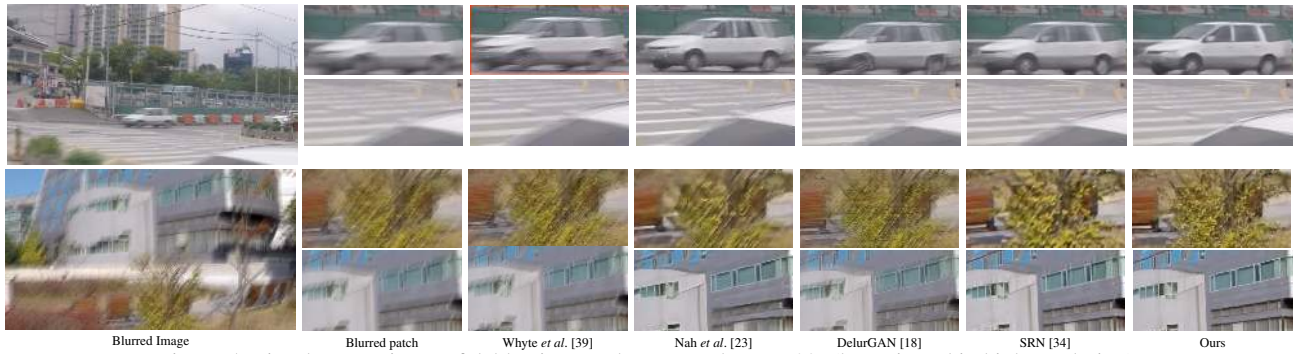 Blurred Image Blurred patch Whyte et al. [39] Nah et al. [23] DelurGAN [18] SRN [34] Ours